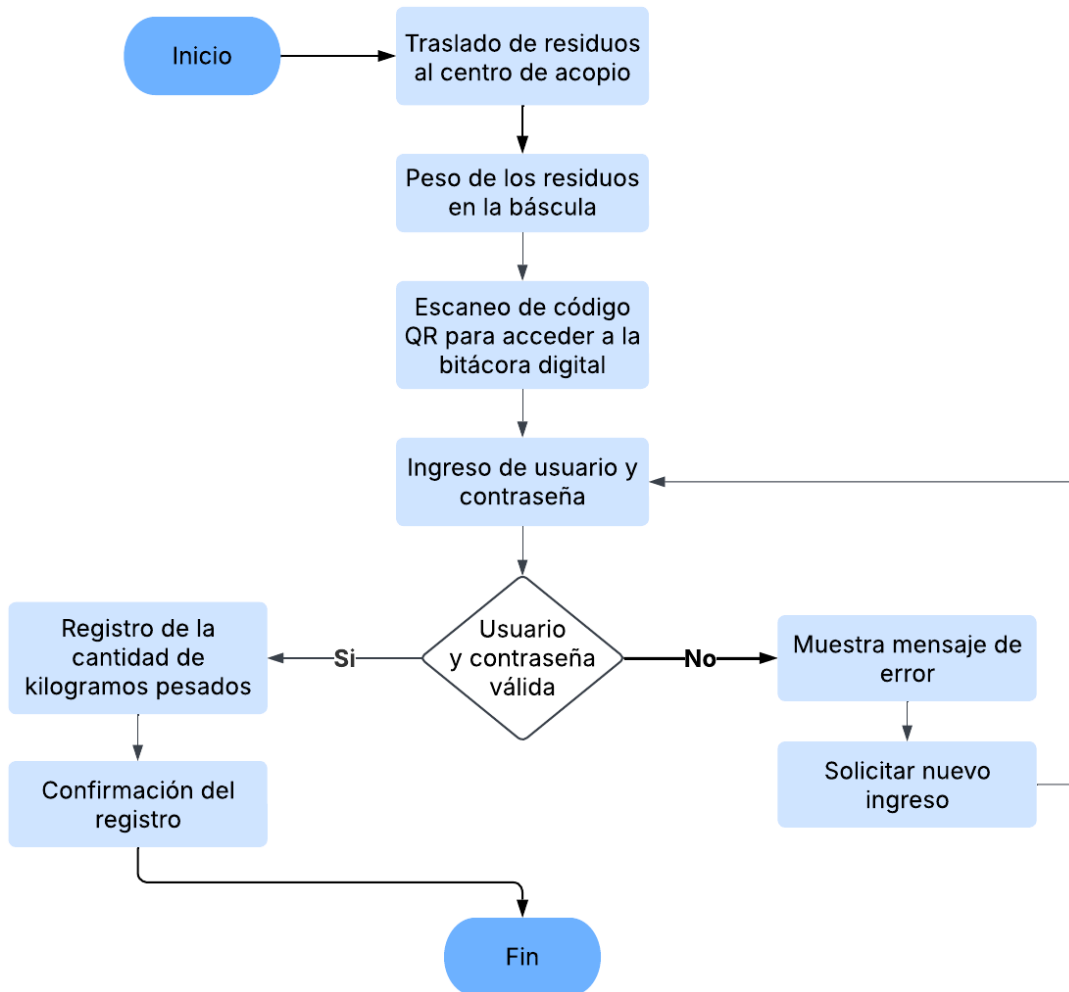 Inicio
Traslado de residuos
al centro de acopio
Peso de los residuos
en la báscula
Escaneo de código
QR para acceder a la
bitácora digital
Ingreso de usuario y
contraseña
Usuario
y contraseña
válida
Si
No
Registro de la
cantidad de
kilogramos pesados
Confirmación del
registro
Muestra mensaje de
error
Solicitar nuevo
ingreso
Fin